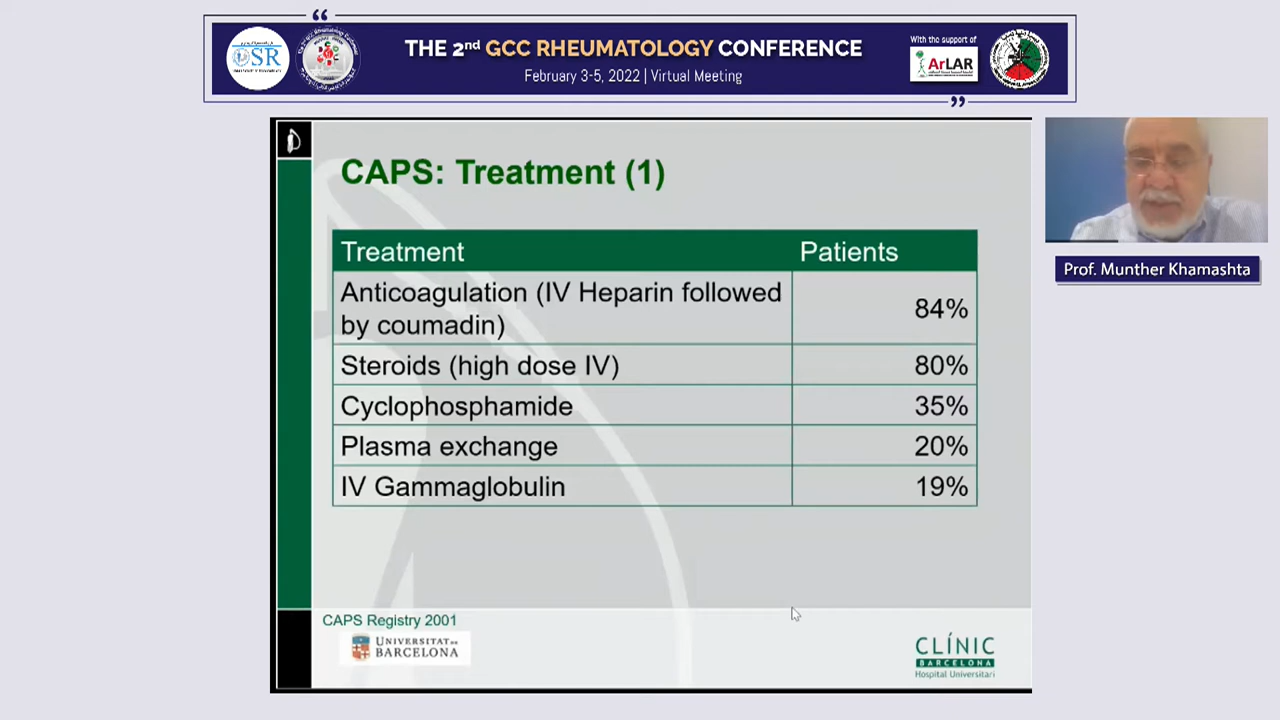 “
THE 2nd GCC RHEUMATOLOGY CONFERENCE
February 3-5, 2022 | Virtual Meeting
With the support of
SR
ArLAR
”
CAPS: Treatment (1)
Treatment Patients
Anticoagulation (IV Heparin followed
by coumadin) 84%
Steroids (high dose IV) 80%
Cyclophosphamide 35%
Plasma exchange 20%
IV Gammaglobulin 19%
Prof. Munther Khamashta
CAPS Registry 2001
UNIVERSITAT DE
BARCELONA
CLÍNIC
BARCELONA
Hospital Universitari